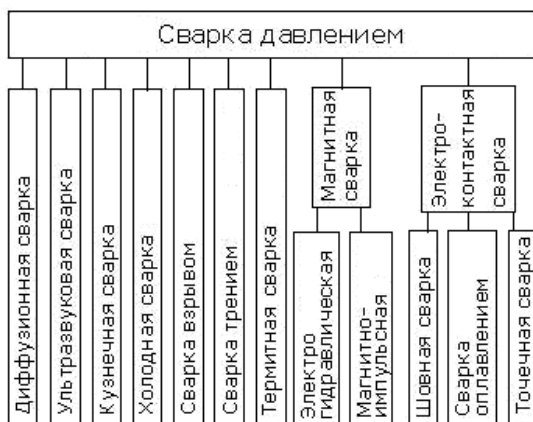 Сварка давлением
Диффузионная сварка
Ультразвуковая сварка
Кузнечная сварка
Холодная сварка
Сварка взрывом
Сварка трением
Термитная сварка
Магнитная
сварка
Электро
гидравлическая
Магнитно-
импульсная
Электро-
контактная
сварка
Шовная сварка
Сварка
оплавлением
Точечная сварка